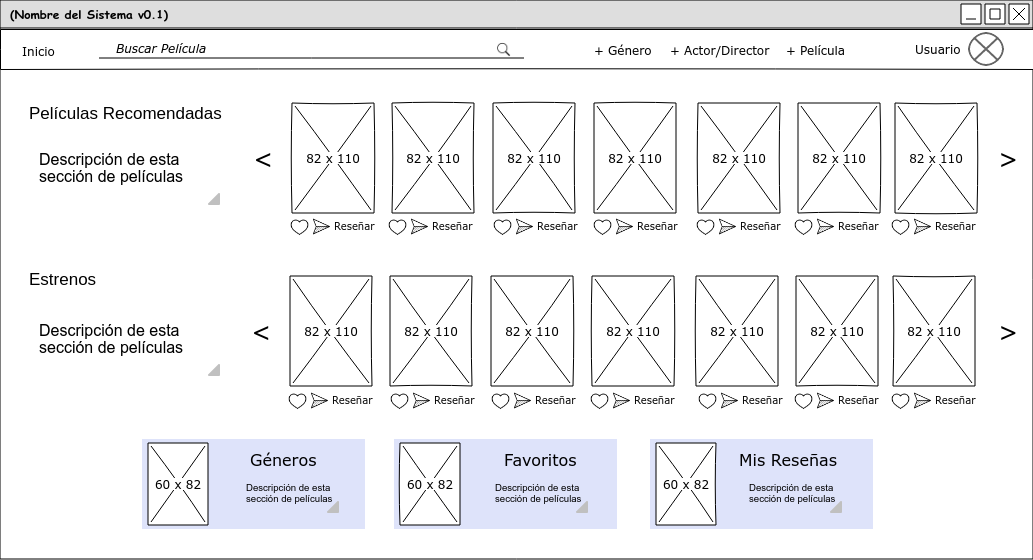 (Nombre del Sistema v0.1)
Inicio
Buscar Película
+ Género
+ Actor/Director
+ Película
Usuario
Películas Recomendadas
Descripción de esta
sección de películas
<
82 x 110
82 x 110
82 x 110
82 x 110
82 x 110
82 x 110
82 x 110
>
Reseñar
Reseñar
Reseñar
Reseñar
Reseñar
Reseñar
Reseñar
Estrenos
Descripción de esta
sección de películas
<
82 x 110
82 x 110
82 x 110
82 x 110
82 x 110
82 x 110
82 x 110
>
Reseñar
Reseñar
Reseñar
Reseñar
Reseñar
Reseñar
Reseñar
60 x 82
Géneros
Descripción de esta
sección de películas
60 x 82
Favoritos
Descripción de esta
sección de películas
60 x 82
Mis Reseñas
Descripción de esta
sección de películas